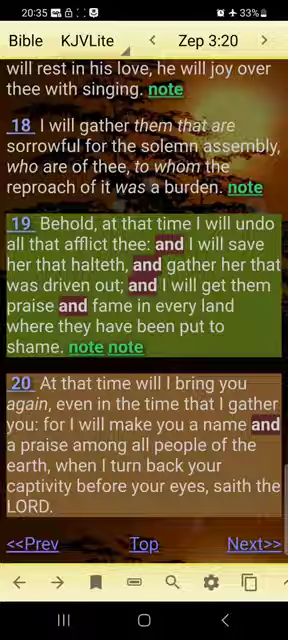 20:35 33%
Bible KJVLite < Zep 3:20 >
will rest in his love, he will joy over
thee with singing. note
18 I will gather them that are
sorrowful for the solemn assembly,
who are of thee, to whom the
reproach of it was a burden. note
19 Behold, at that time I will undo
all that afflict thee: and I will save
her that halteth, and gather her that
was driven out; and I will get them
praise and fame in every land
where they have been put to
shame. note note
20 At that time will I bring you
again, even in the time that I gather
you: for I will make you a name and
a praise among all people of the
earth, when I turn back your
captivity before your eyes, saith the
LORD.
<<Prev Top Next>>